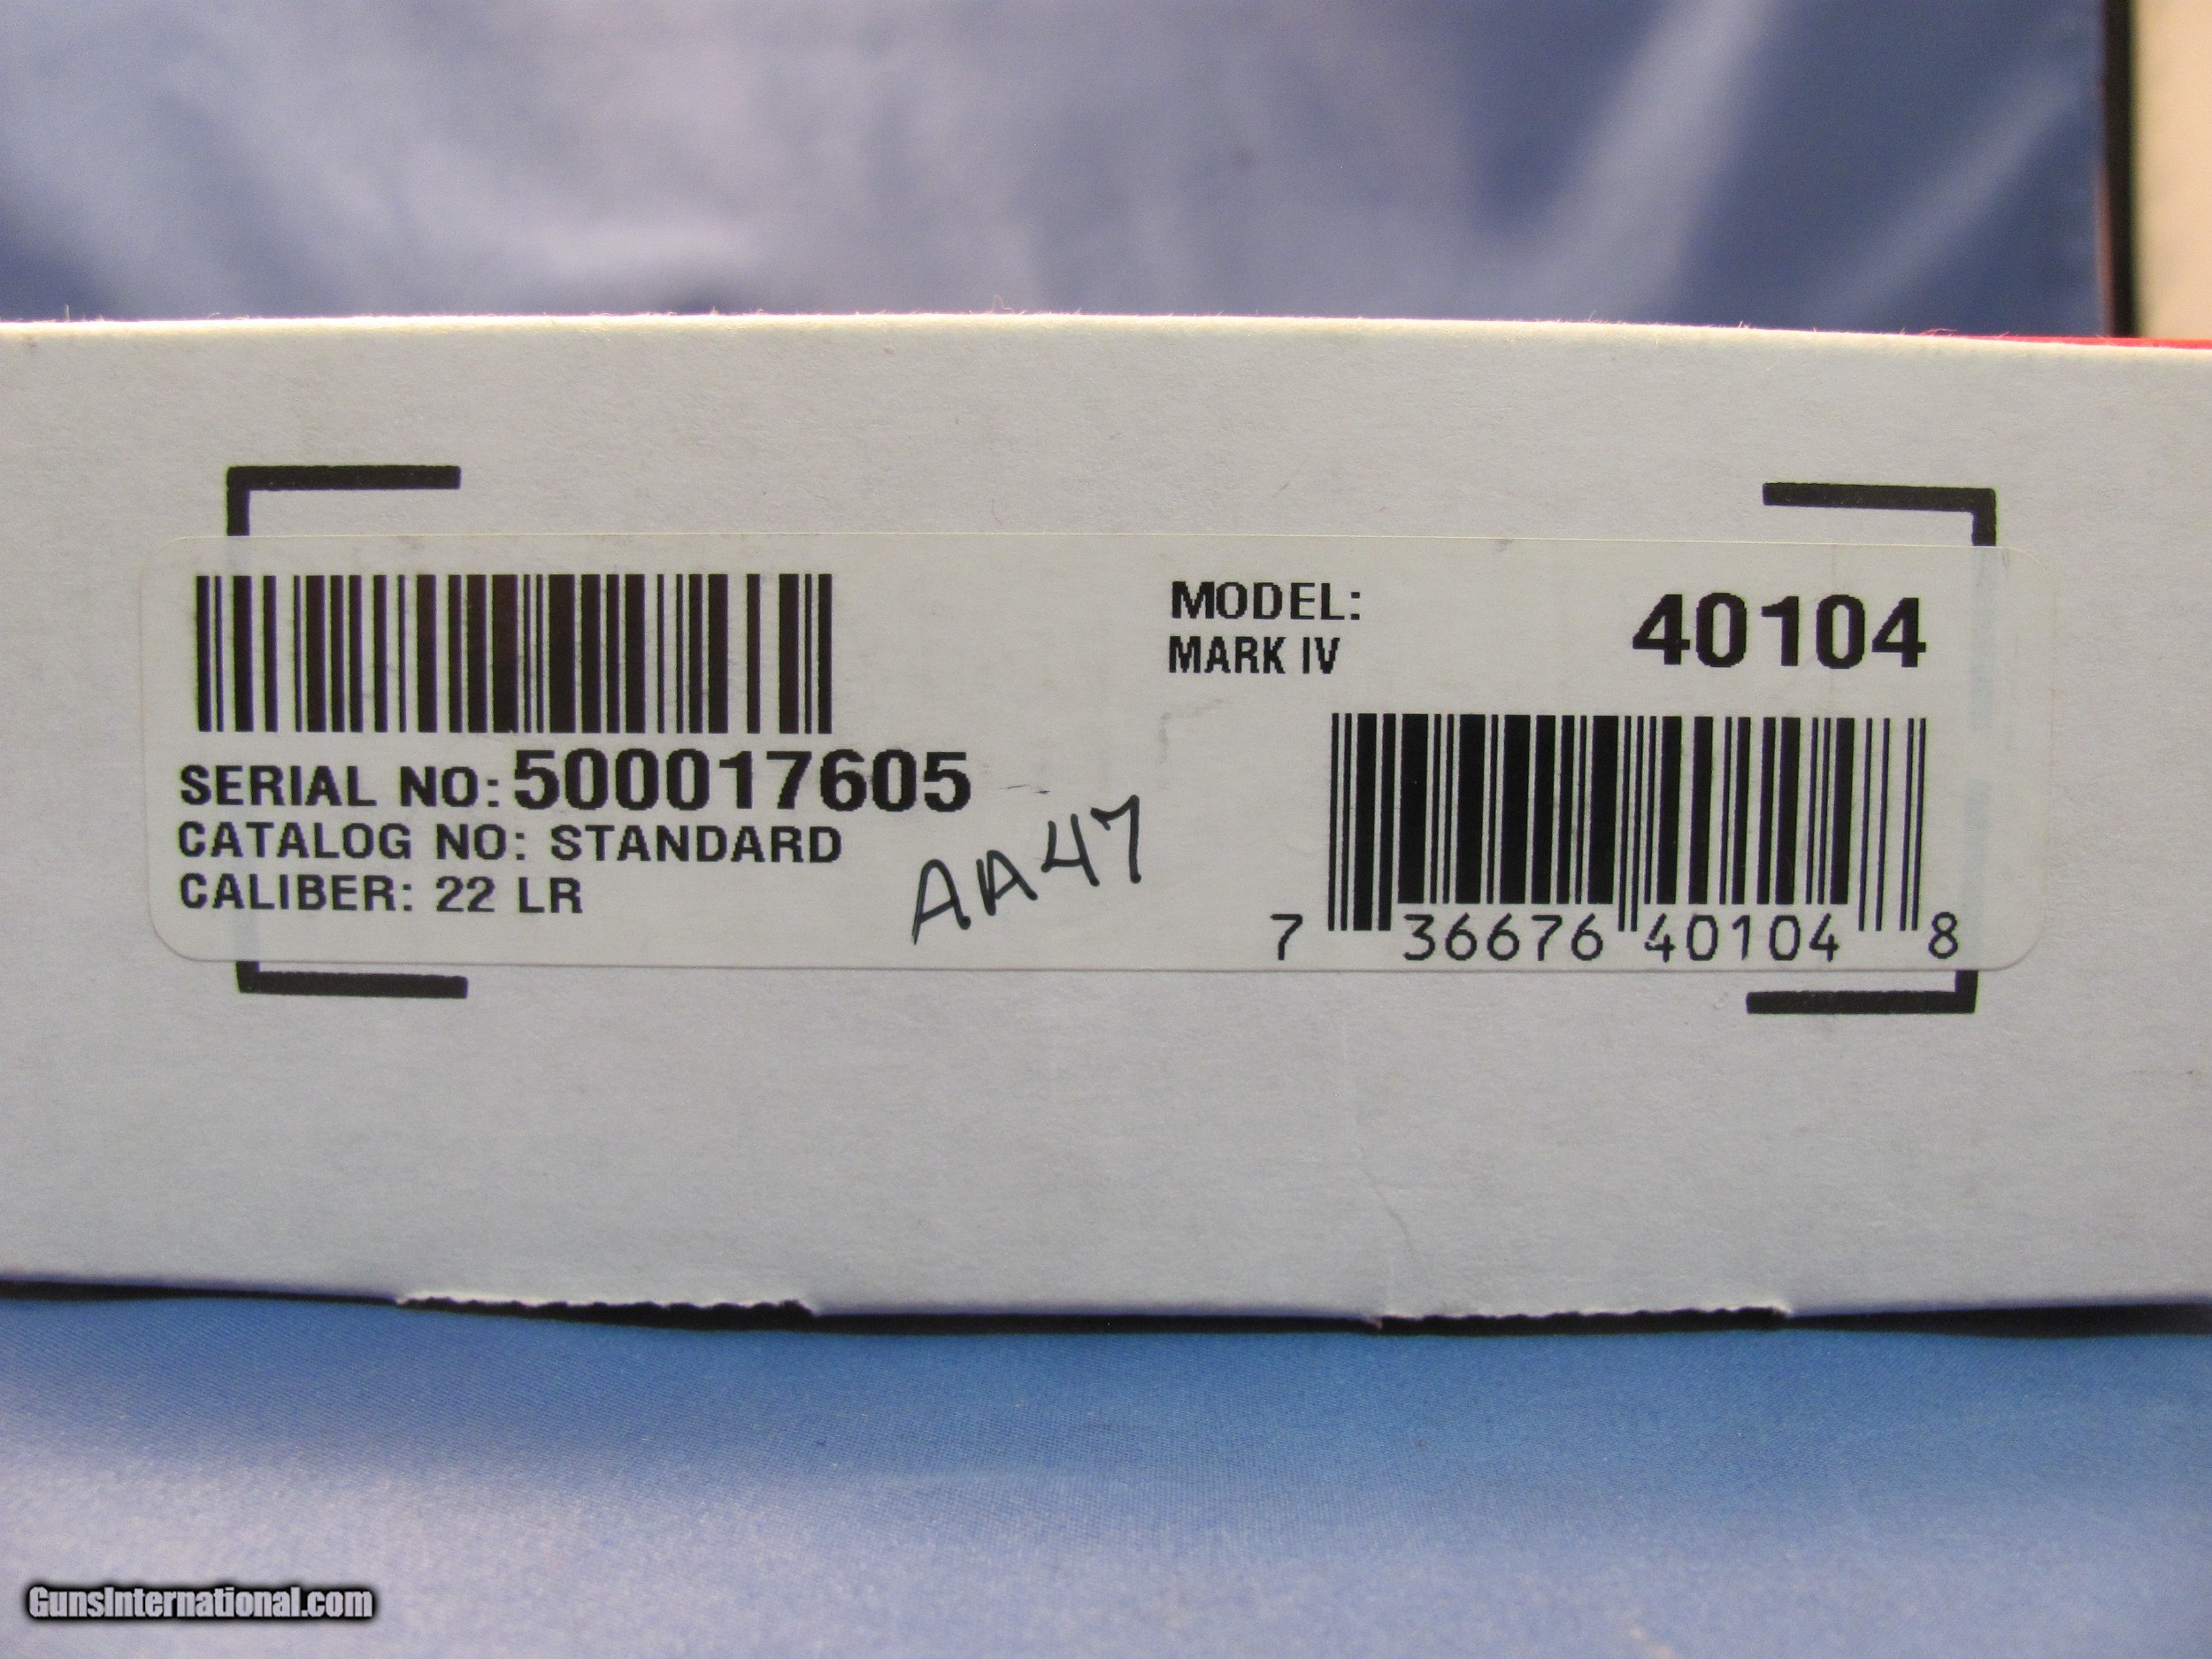 MODEL:
MARK IV
40104
SERIAL NO: 500017605
CATALOG NO: STANDARD
CALIBER: 22 LR
AA47
7 36676 40104 8
GunsInternational.com